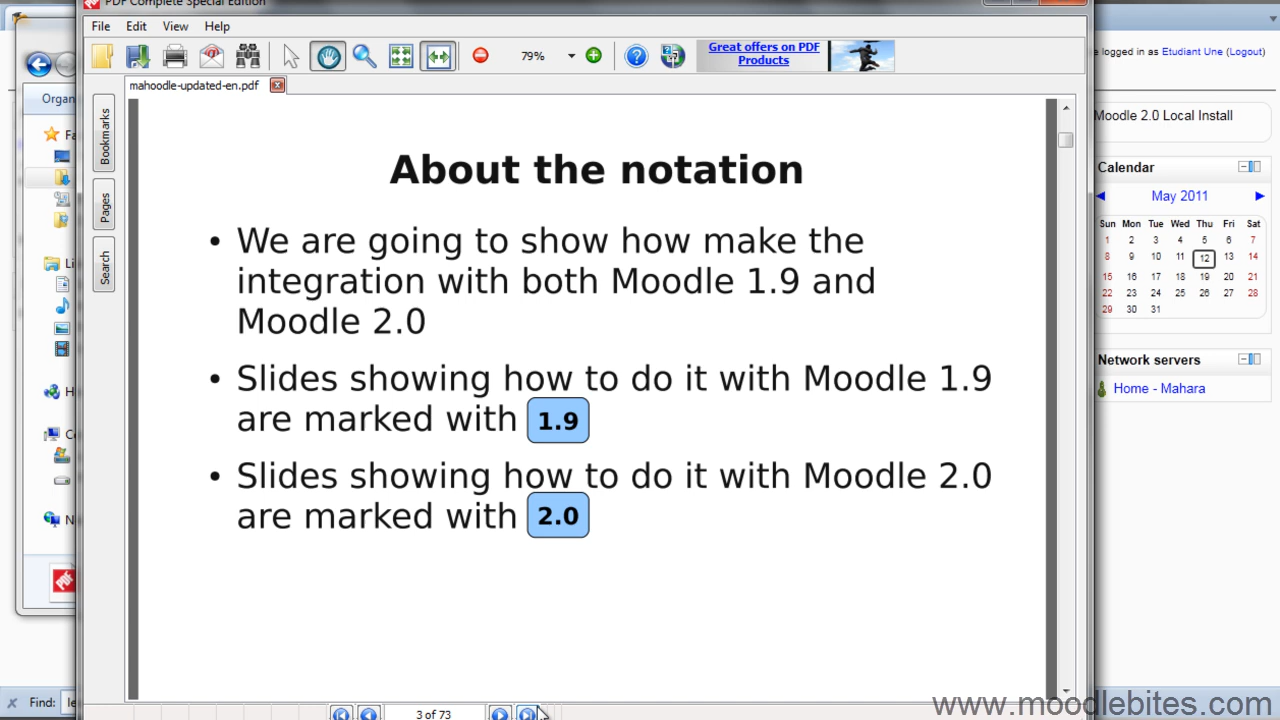 PDF Complete Special Edition
File Edit View Help
79%
Great offers on PDF
Products
mahoodle-updated-en.pdf
Bookmarks
Pages
Search
About the notation
• We are going to show how make the
integration with both Moodle 1.9 and
Moodle 2.0
• Slides showing how to do it with Moodle 1.9
are marked with 1.9
• Slides showing how to do it with Moodle 2.0
are marked with 2.0
3 of 73
Organ
Find: le
e logged in as Etudiant Une (Logout)
Moodle 2.0 Local Install
Calendar
May 2011
Sun Mon Tue Wed Thu Fri Sat
1 2 3 4 5 6 7
8 9 10 11 12 13 14
15 16 17 18 19 20 21
22 23 24 25 26 27 28
29 30 31
Network servers
Home - Mahara
www.moodlebites.com